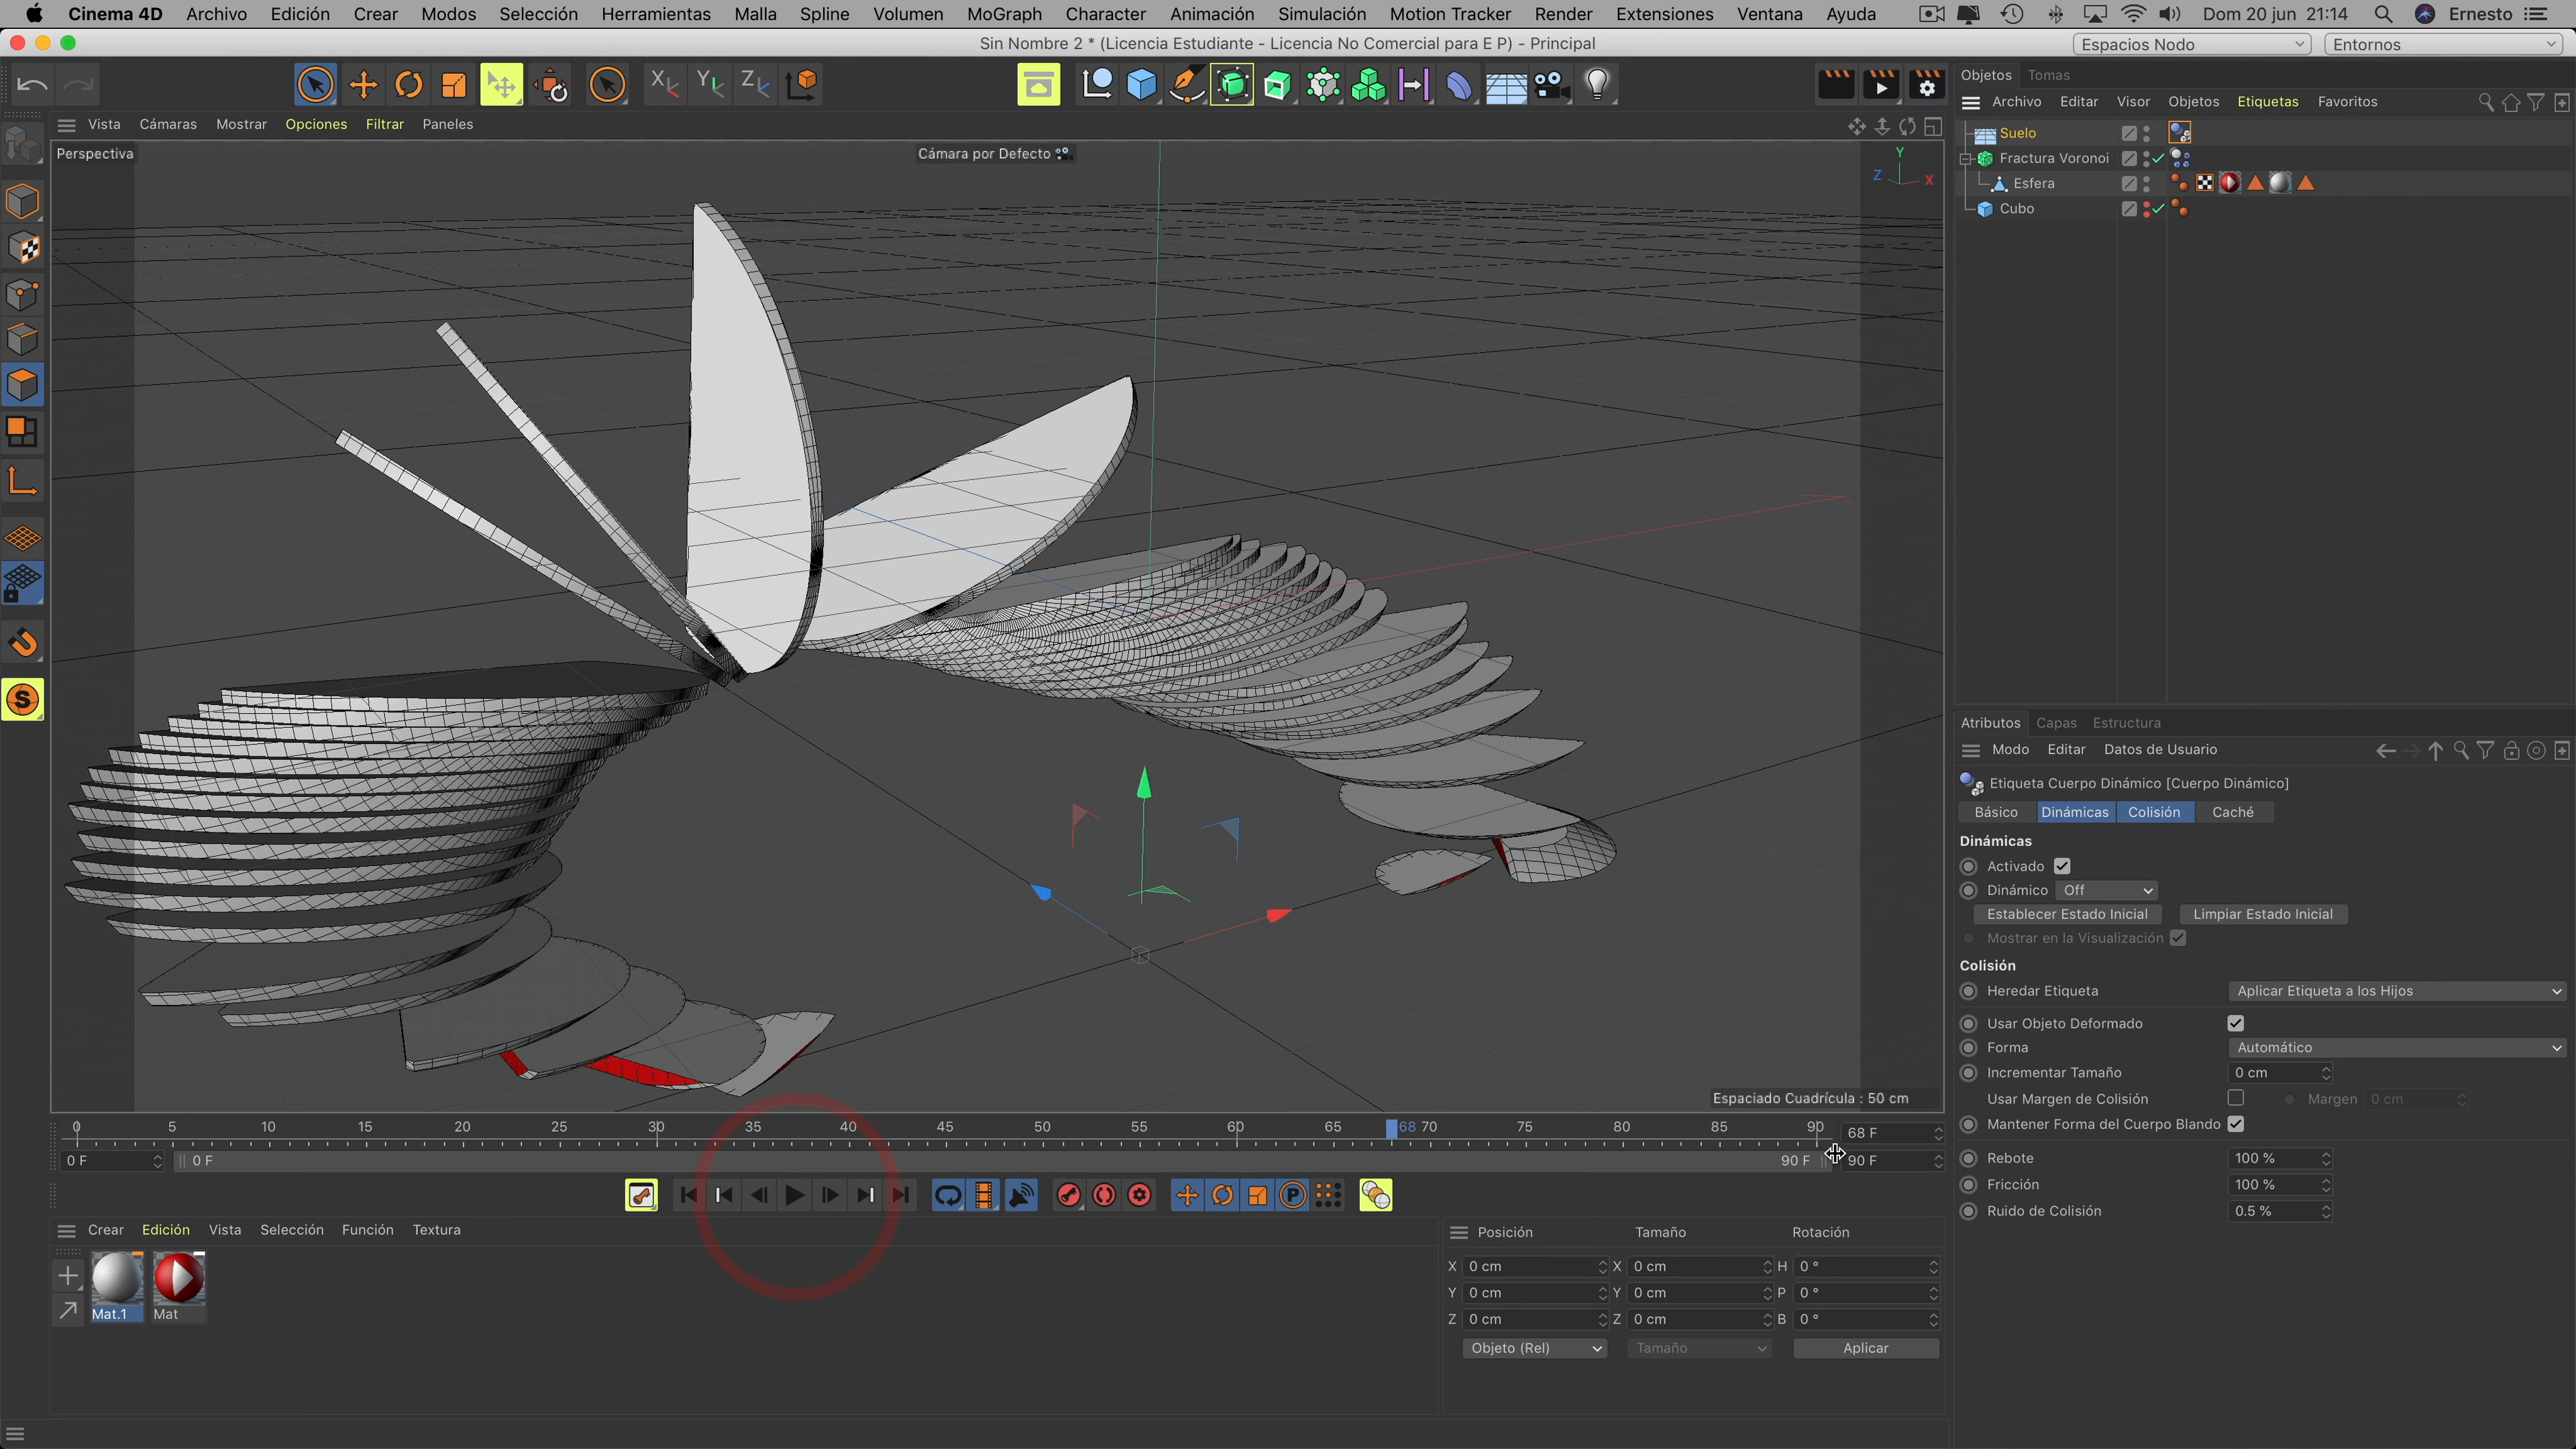 Cinema 4D Archivo Edición Crear Modos Selección Herramientas Malla Spline Volumen MoGraph Character Animación Simulación Motion Tracker Render Extensiones Ventana Ayuda Dom 20 jun 21:14 Ernesto
Sin Nombre 2 * (Licencia Estudiante - Licencia No Comercial para E P) - Principal
Espacios Nodo Entornos
X Y Z
Objetos Tomas
Archivo Editar Visor Objetos Etiquetas Favoritos
Vista Cámaras Mostrar Opciones Filtrar Paneles
Perspectiva
Cámara por Defecto
Y
Z X
Suelo
Fractura Voronoi
Esfera
Cubo
S
Atributos Capas Estructura
Modo Editar Datos de Usuario
Etiqueta Cuerpo Dinámico [Cuerpo Dinámico]
Básico Dinámicas Colisión Caché
Dinámicas
Activado
Dinámico Off
Establecer Estado Inicial Limpiar Estado Inicial
Mostrar en la Visualización
Colisión
Heredar Etiqueta Aplicar Etiqueta a los Hijos
Usar Objeto Deformado
Forma Automático
Incrementar Tamaño 0 cm
Usar Margen de Colisión Margen 0 cm
Mantener Forma del Cuerpo Blando
Rebote 100 %
Fricción 100 %
Ruido de Colisión 0.5 %
Espaciado Cuadrícula : 50 cm
0 5 10 15 20 25 30 35 40 45 50 55 60 65 68 70 75 80 85 90 68 F
0 F 0 F 90 F 90 F
P
Crear Edición Vista Selección Función Textura
Mat.1 Mat
Posición Tamaño Rotación
X 0 cm X 0 cm H 0 °
Y 0 cm Y 0 cm P 0 °
Z 0 cm Z 0 cm B 0 °
Objeto (Rel) Tamaño Aplicar